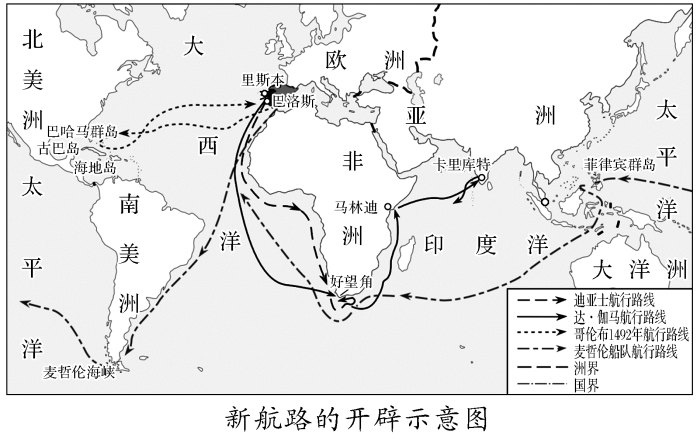 北美洲
大
欧洲
里斯本
巴洛斯
亚洲
太平洋
巴哈马群岛
古巴岛
海地岛
西
非
卡里库特
菲律宾群岛
太平洋
南美洲
马林迪
洲
洋
印度洋
好望角
大洋洲
麦哲伦海峡
迪亚士航行路线
达·伽马航行路线
哥伦布1492年航行路线
麦哲伦船队航行路线
洲界
国界
新航路的开辟示意图